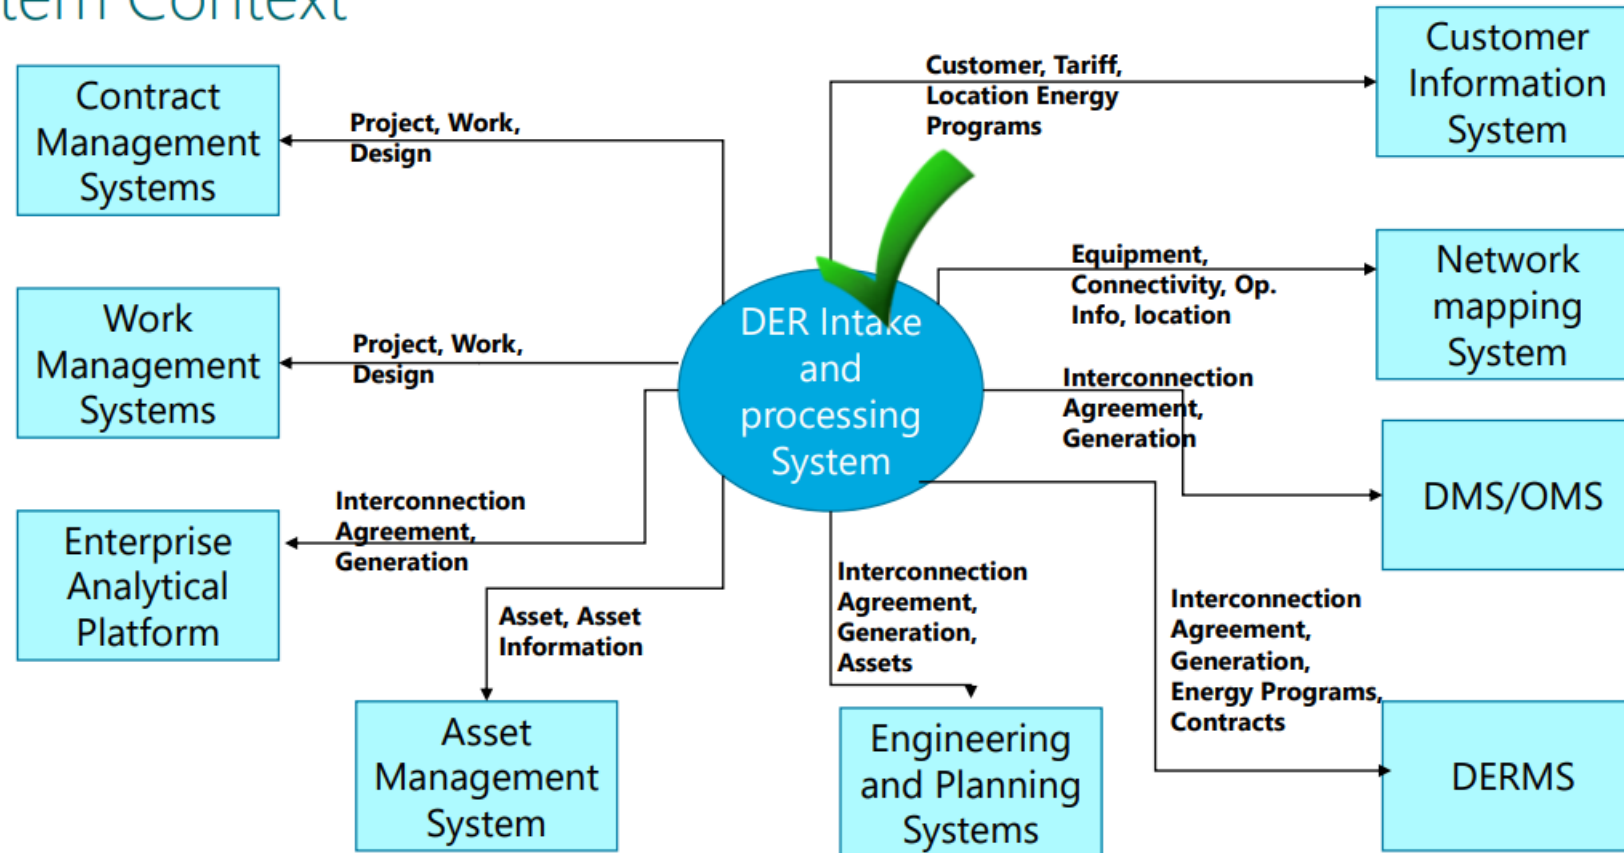 tem Context
Contract
Management
Systems
Project, Work,
Design
Customer, Tariff,
Location Energy
Programs
Customer
Information
System
Work
Management
Systems
Project, Work,
Design
DER Intake
and
processing
System
Equipment,
Connectivity, Op.
Info, location
Network
mapping
System
Interconnection
Agreement,
Generation
DMS/OMS
Enterprise
Analytical
Platform
Interconnection
Agreement,
Generation
Asset, Asset
Information
Asset
Management
System
Interconnection
Agreement,
Generation,
Assets
Engineering
and Planning
Systems
Interconnection
Agreement,
Generation,
Energy Programs,
Contracts
DERMS